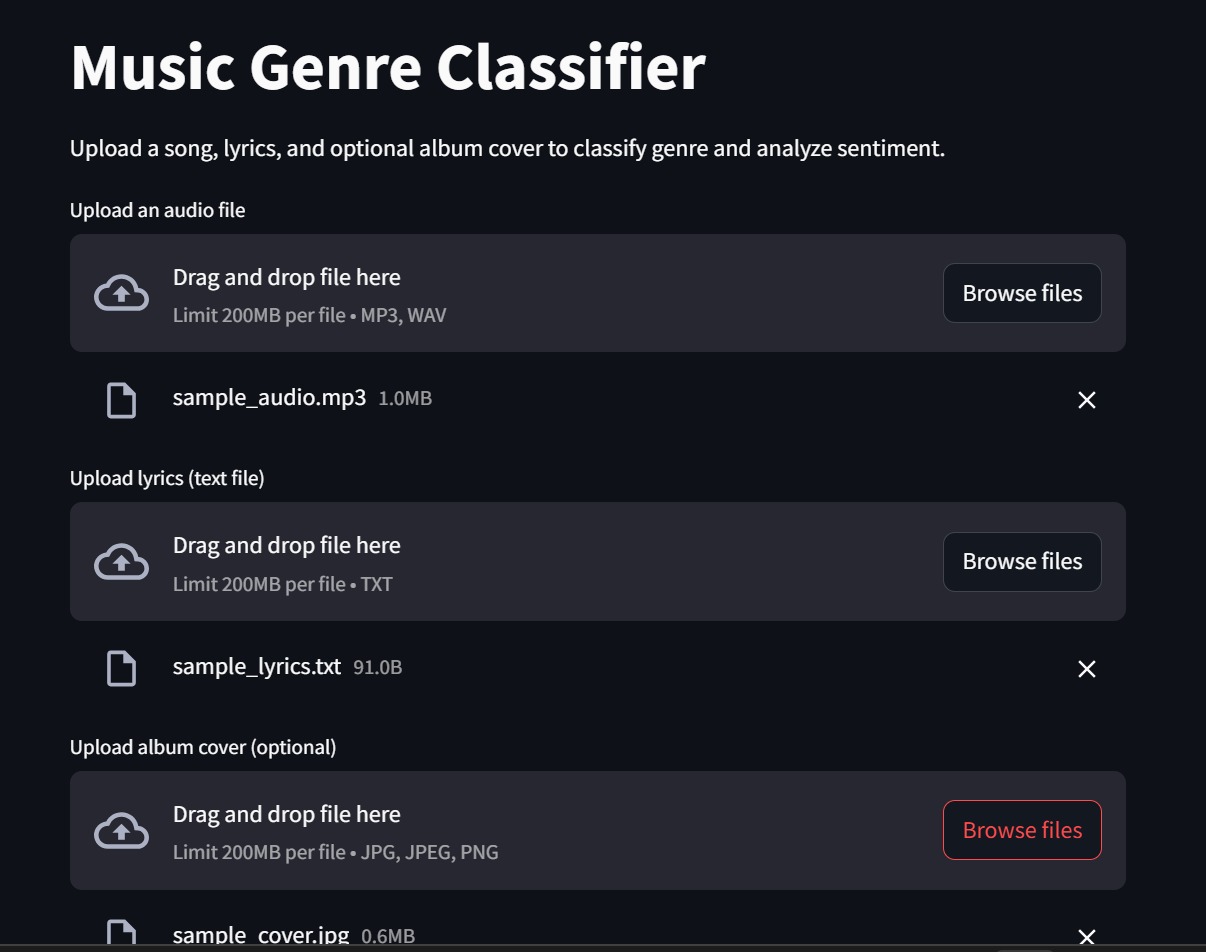 Music Genre Classifier
Upload a song, lyrics, and optional album cover to classify genre and analyze sentiment.
Upload an audio file
Drag and drop file here
Limit 200MB per file • MP3, WAV
Browse files
sample_audio.mp3 1.0MB
Upload lyrics (text file)
Drag and drop file here
Limit 200MB per file • TXT
Browse files
sample_lyrics.txt 91.0B
Upload album cover (optional)
Drag and drop file here
Limit 200MB per file • JPG, JPEG, PNG
Browse files
sample_cover.jpg 0.6MB